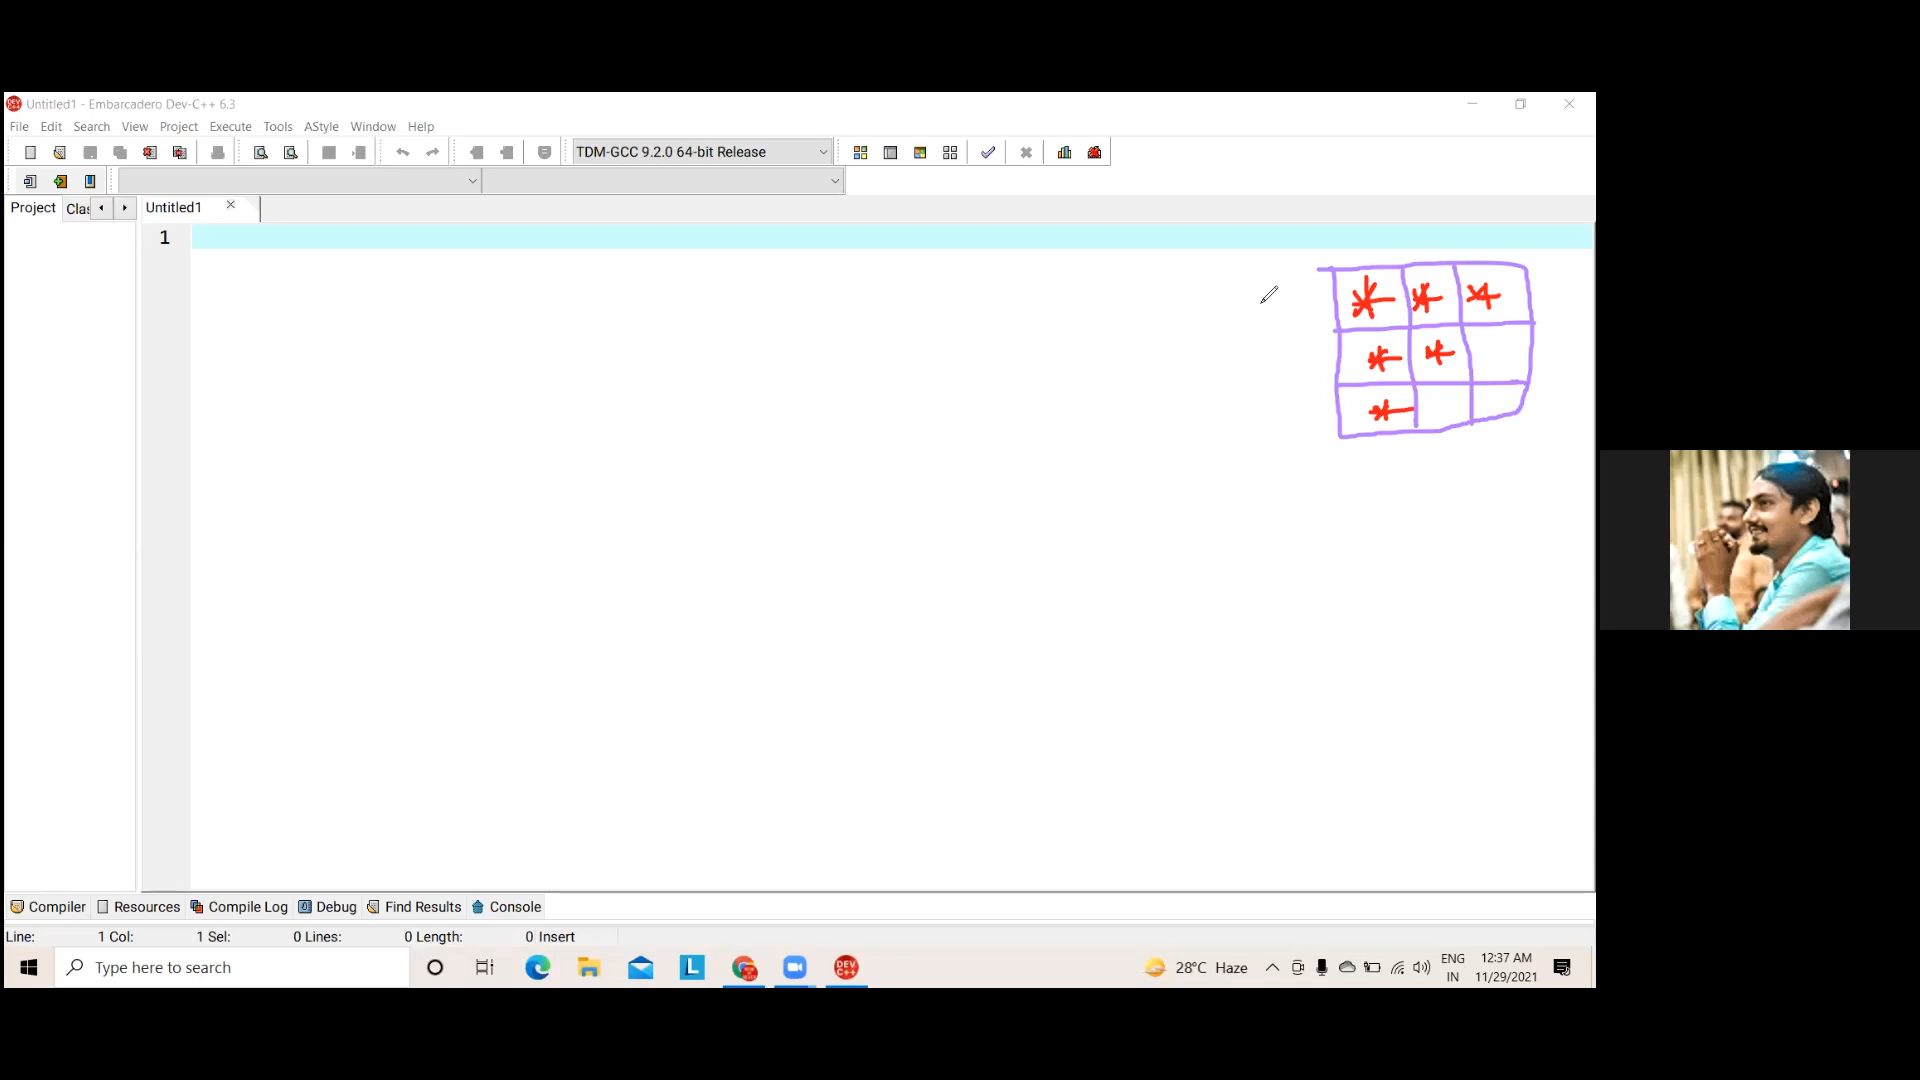 Untitled1 - Embarcadero Dev-C++ 6.3
File Edit Search View Project Execute Tools AStyle Window Help
TDM-GCC 9.2.0 64-bit Release
Project Clas Untitled1
1
* * *
* *
*
Compiler Resources Compile Log Debug Find Results Console
Line: 1 Col: 1 Sel: 0 Lines: 0 Length: 0 Insert
Type here to search L DEV C++ 28°C Haze ENG IN 12:37 AM 11/29/2021